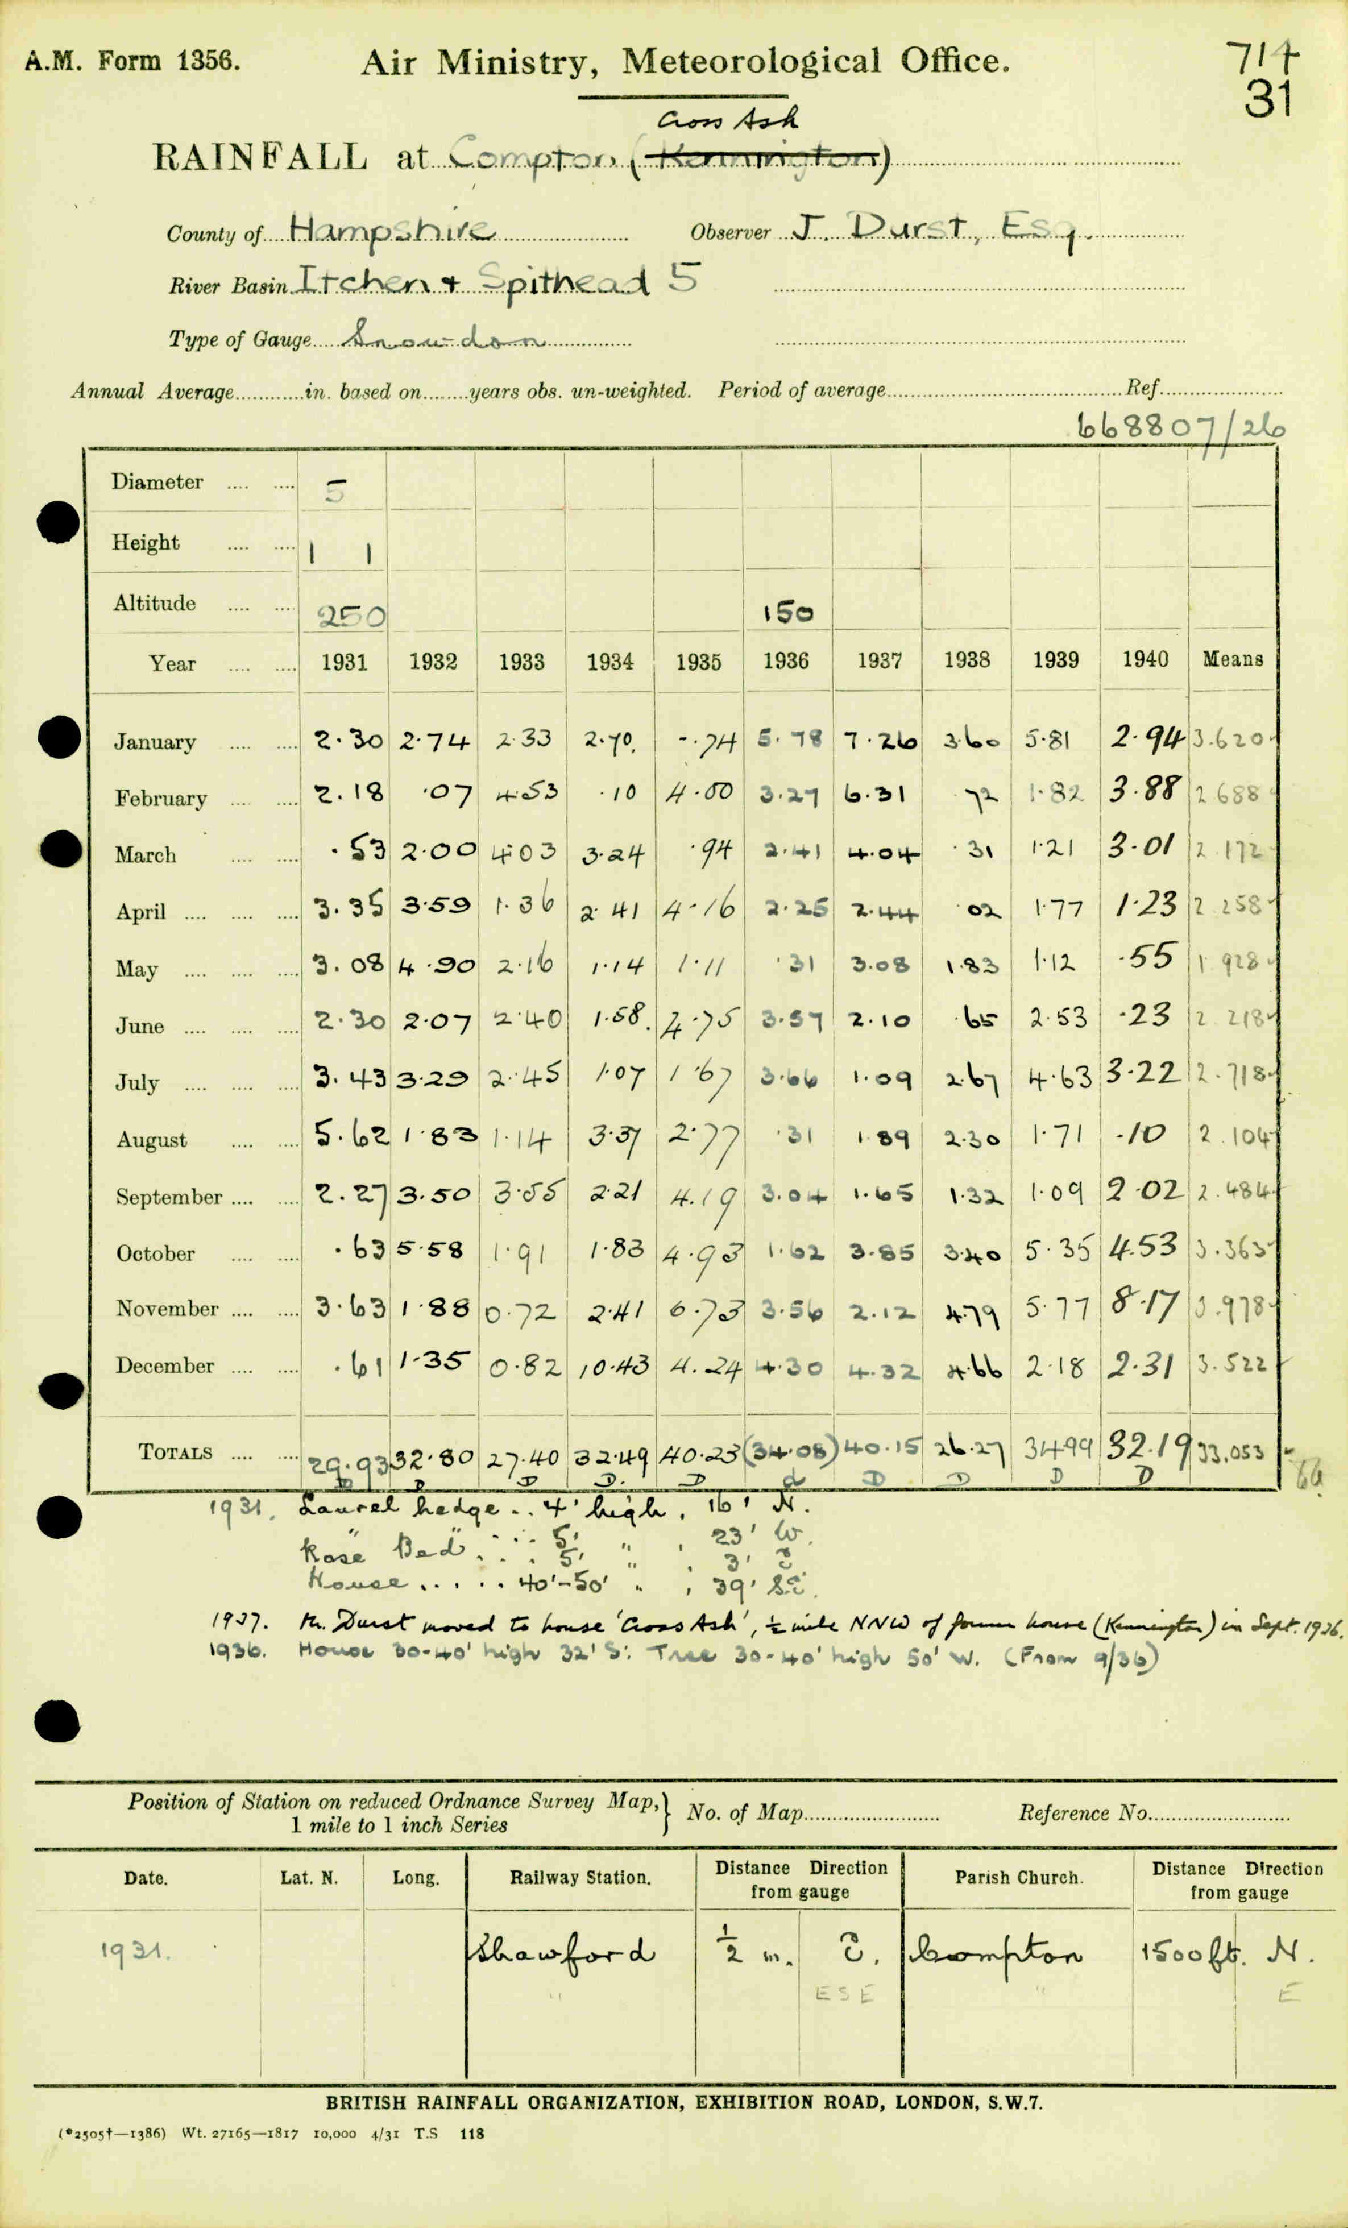 A.M. Form 1356.
Air Ministry, Meteorological Office.
714
31
Cross Ash
RAINFALL at Compton (Kennington)
County of Hampshire Observer J. Durst, Esq.
River Basin Itchen + Spithead 5
Type of Gauge Snowdon
Annual Average in. based on years obs. un-weighted. Period of average Ref.
668807/26
Diameter 5
Height 1 1
Altitude 250 150
Year 1931 1932 1933 1934 1935 1936 1937 1938 1939 1940 Means
January 2.30 2.74 2.33 2.70 .74 5.78 7.26 3.60 5.81 2.94 3.620
February 2.18 .07 4.53 .10 4.00 3.27 6.31 .72 1.82 3.88 2.688
March .53 2.00 4.03 3.24 .94 2.41 4.04 .31 1.21 3.01 2.172
April 3.35 3.59 1.36 2.41 4.16 2.25 2.44 .02 1.77 1.23 2.258
May 3.08 4.90 2.16 1.14 1.11 .31 3.08 1.83 1.12 .55 1.928
June 2.30 2.07 2.40 1.58 4.75 3.57 2.10 .65 2.53 .23 2.218
July 3.43 3.29 2.45 1.07 1.67 3.66 1.09 2.67 4.63 3.22 2.718
August 5.62 1.83 1.14 3.37 2.77 .31 1.89 2.30 1.71 .10 2.104
September 2.27 3.50 3.55 2.21 4.19 3.04 1.65 1.32 1.09 2.02 2.484
October .63 5.58 1.91 1.83 4.93 1.62 3.85 3.40 5.35 4.53 3.363
November 3.63 1.88 0.72 2.41 6.73 3.56 2.12 4.79 5.77 8.17 3.978
December .61 1.35 0.82 10.43 4.24 4.30 4.32 4.66 2.18 2.31 3.522
TOTALS 29.93 32.80 27.40 32.49 40.23 (34.08) 40.15 26.27 34.99 32.19 33.053
D D D D. D d D D D D
1931. Laurel hedge .. 4' high, 16' N.
" " 5' " , 23' W.
Rose Bed 5' " , 3' E
House ..... 40'-50' " , 39' SE.
1937. Mr. Durst moved to house 'Cross Ash', ½ mile NNW of former house (Kennington) in Sept. 1936.
1936. House 30-40' high 32' S: Tree 30-40' high 50' W. (From 9/36)
Position of Station on reduced Ordnance Survey Map, 1 mile to 1 inch Series } No. of Map Reference No.
Date. Lat. N. Long. Railway Station. Distance Direction from gauge Parish Church. Distance Direction from gauge
1931. Shawford ½ m. E. Compton 1500ft. N.
" ESE " E
BRITISH RAINFALL ORGANIZATION, EXHIBITION ROAD, LONDON, S.W.7.
(*2505†—1386) Wt. 27165—1817 10,000 4/31 T.S 118